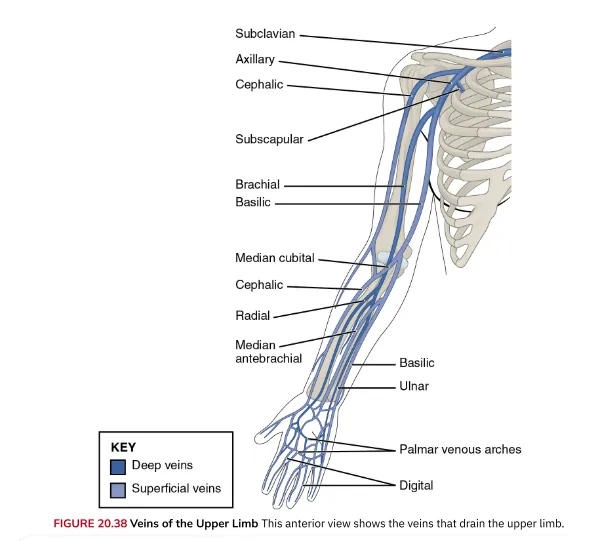 Subclavian
Axillary
Cephalic
Subscapular
Brachial
Basilic
Median cubital
Cephalic
Radial
Median
antebrachial
Basilic
Ulnar
Palmar venous arches
Digital
KEY
Deep veins
Superficial veins
FIGURE 20.38 Veins of the Upper Limb This anterior view shows the veins that drain the upper limb.